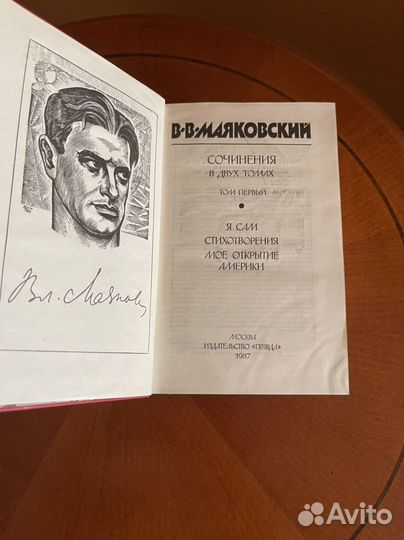 Вл. Маяков
В·В·МАЯКОВСКИЙ
СОЧИНЕНИЯ
В ДВУХ ТОМАХ
ТОМ ПЕРВЫЙ
•
Я САМ
СТИХОТВОРЕНИЯ
МОЕ ОТКРЫТИЕ
АМЕРИКИ
МОСКВА
ИЗДАТЕЛЬСТВО «ПРАВДА»
1987
Avito